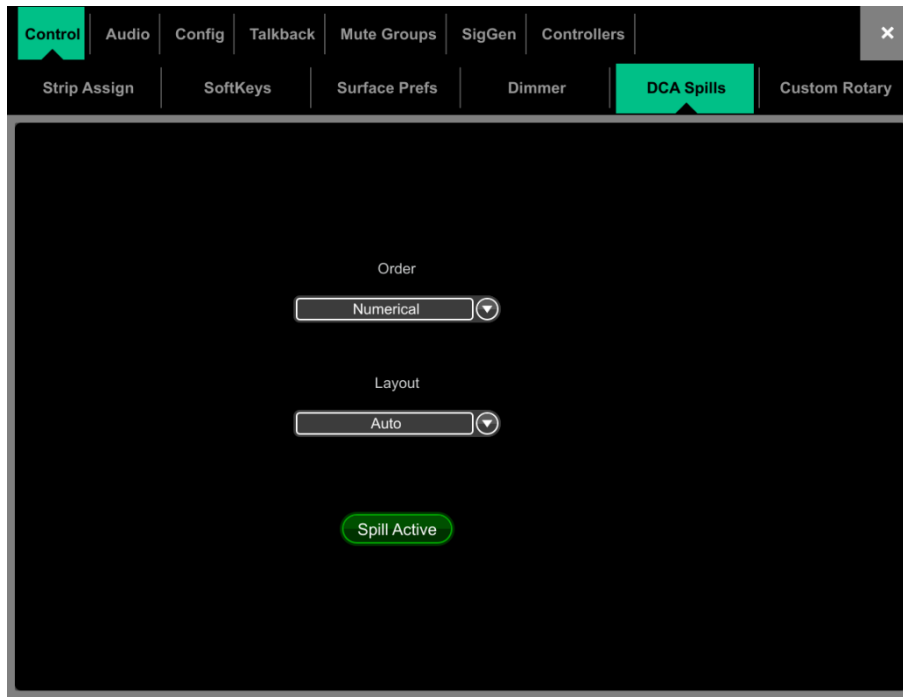 Control Audio Config Talkback Mute Groups SigGen Controllers ×
Strip Assign SoftKeys Surface Prefs Dimmer DCA Spills Custom Rotary
Order
Numerical
Layout
Auto
Spill Active